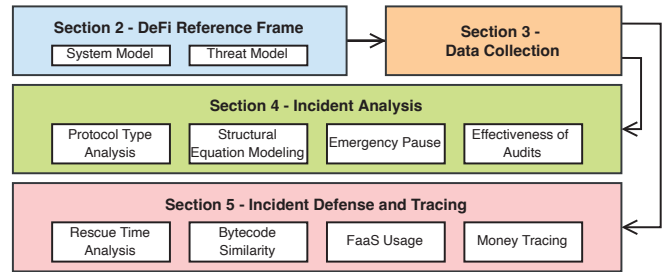 Section 2 - DeFi Reference Frame
System Model
Threat Model
Section 3 -
Data Collection
Section 4 - Incident Analysis
Protocol Type
Analysis
Structural
Equation Modeling
Emergency Pause
Effectiveness of
Audits
Section 5 - Incident Defense and Tracing
Rescue Time
Analysis
Bytecode
Similarity
FaaS Usage
Money Tracing